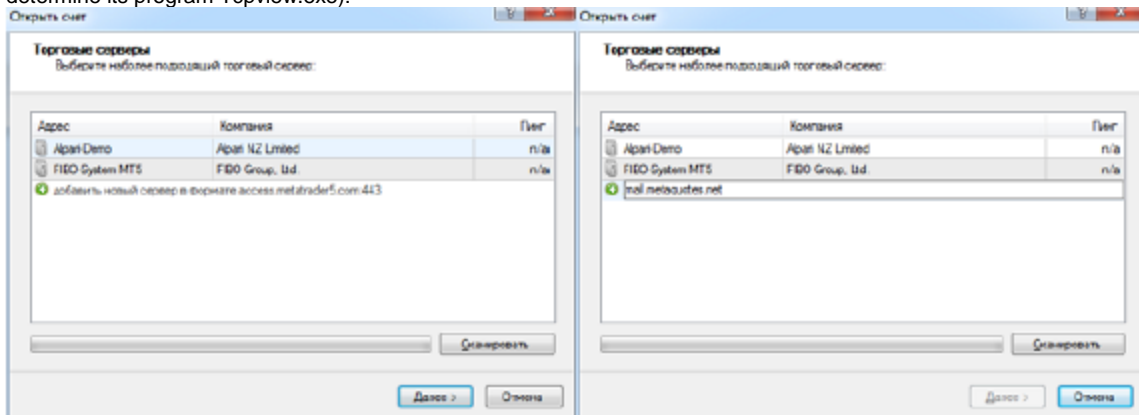 determine its program TopView.exe).
Открыть счет
Торговые серверы
Выберите наболее подходящий торговый сервер:
Адрес Компания Пинг
Alpari-Demo Alpari NZ Limited n/a
FIBO-System MT5 FIBO Group, Ltd. n/a
добавить новый сервер в формате access.metatrader5.com:443
Сканировать
Далее > Отмена
Открыть счет
Торговые серверы
Выберите наболее подходящий торговый сервер:
Адрес Компания Пинг
Alpari-Demo Alpari NZ Limited n/a
FIBO-System MT5 FIBO Group, Ltd. n/a
mail.metaquotes.net
Сканировать
Далее > Отмена